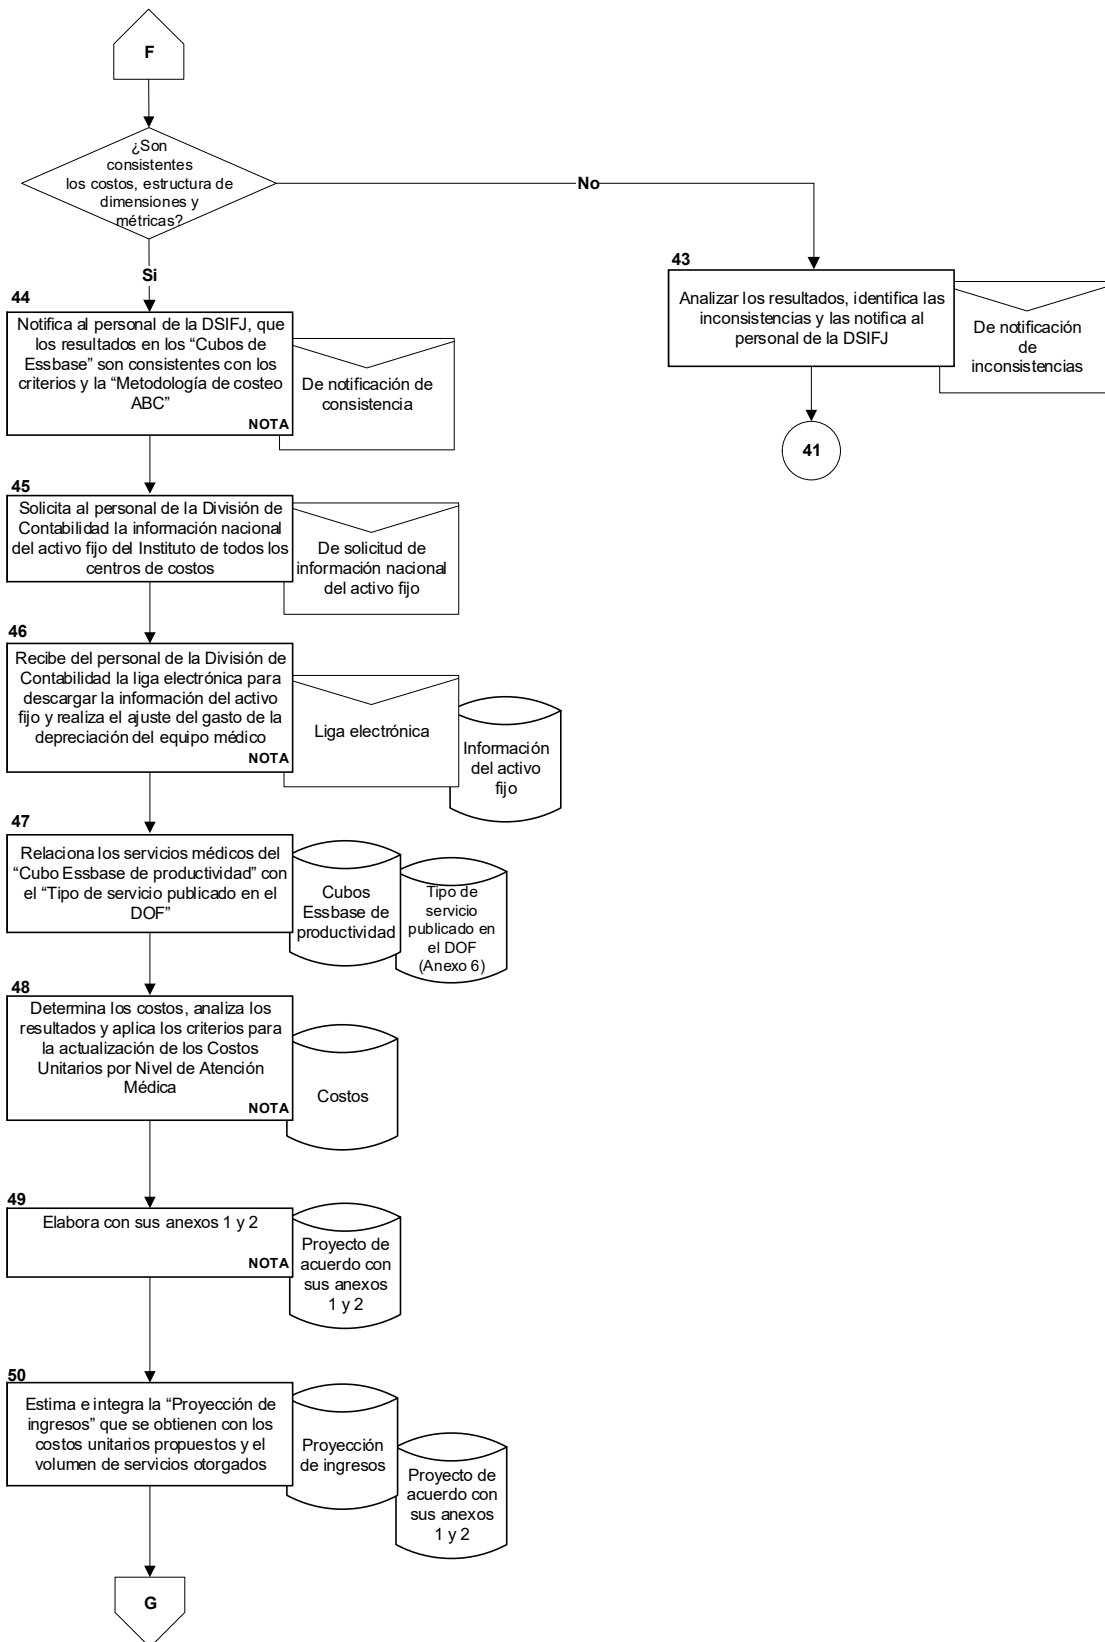 F
¿Son
consistentes
los costos, estructura de
dimensiones y
métricas?
No
Si
43
Analizar los resultados, identifica las
inconsistencias y las notifica al
personal de la DSIFJ
De notificación
de
inconsistencias
41
44
Notifica al personal de la DSIFJ, que
los resultados en los “Cubos de
Essbase” son consistentes con los
criterios y la “Metodología de costeo
ABC”
NOTA
De notificación de
consistencia
45
Solicita al personal de la División de
Contabilidad la información nacional
del activo fijo del Instituto de todos los
centros de costos
De solicitud de
información nacional
del activo fijo
46
Recibe del personal de la División de
Contabilidad la liga electrónica para
descargar la información del activo
fijo y realiza el ajuste del gasto de la
depreciación del equipo médico
NOTA
Liga electrónica
Información
del activo
fijo
47
Relaciona los servicios médicos del
“Cubo Essbase de productividad” con
el “Tipo de servicio publicado en el
DOF”
Cubos
Essbase de
productividad
Tipo de
servicio
publicado en
el DOF
(Anexo 6)
48
Determina los costos, analiza los
resultados y aplica los criterios para
la actualización de los Costos
Unitarios por Nivel de Atención
Médica
NOTA
Costos
49
Elabora con sus anexos 1 y 2
NOTA
Proyecto de
acuerdo con
sus anexos
1 y 2
50
Estima e integra la “Proyección de
ingresos” que se obtienen con los
costos unitarios propuestos y el
volumen de servicios otorgados
Proyección
de ingresos
Proyecto de
acuerdo con
sus anexos
1 y 2
G